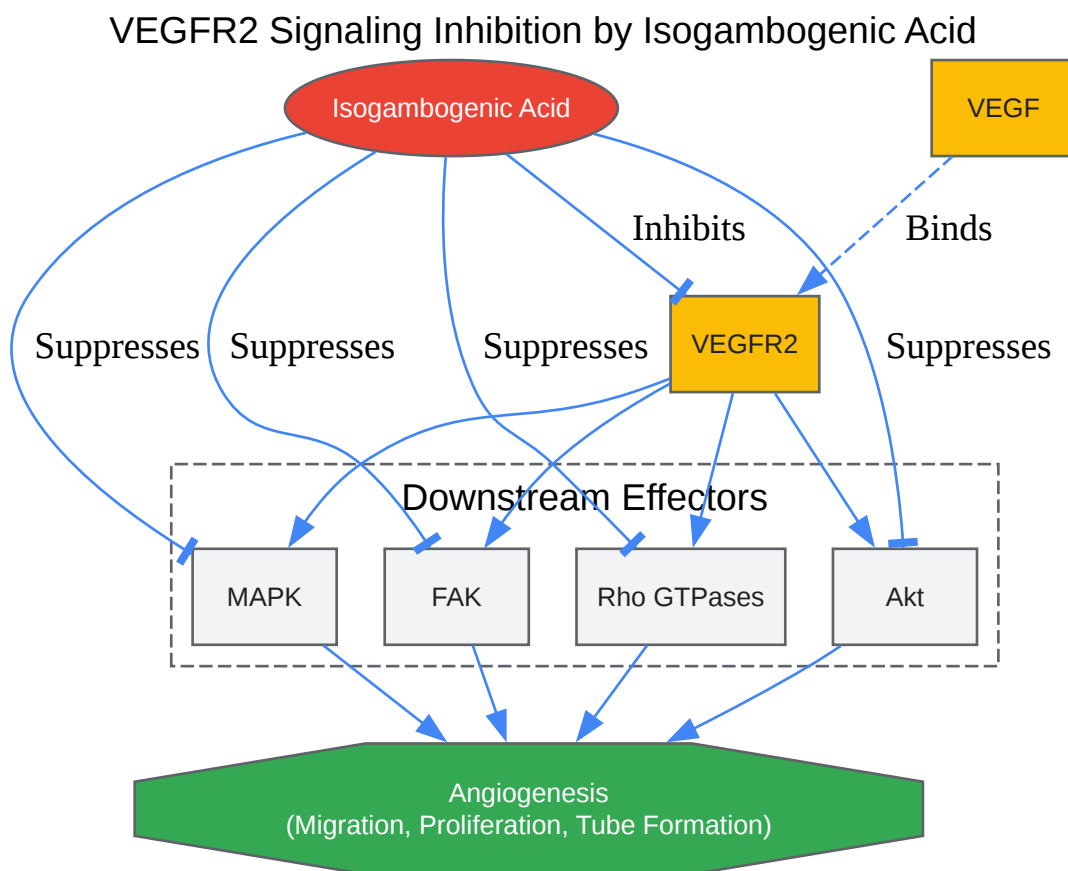 VEGFR2 Signaling Inhibition by Isogambogenic Acid
Isogambogenic Acid
VEGF
Inhibits
Binds
Suppresses
Suppresses
Suppresses
VEGFR2
Suppresses
Downstream Effectors
MAPK
FAK
Rho GTPases
Akt
Angiogenesis
(Migration, Proliferation, Tube Formation)